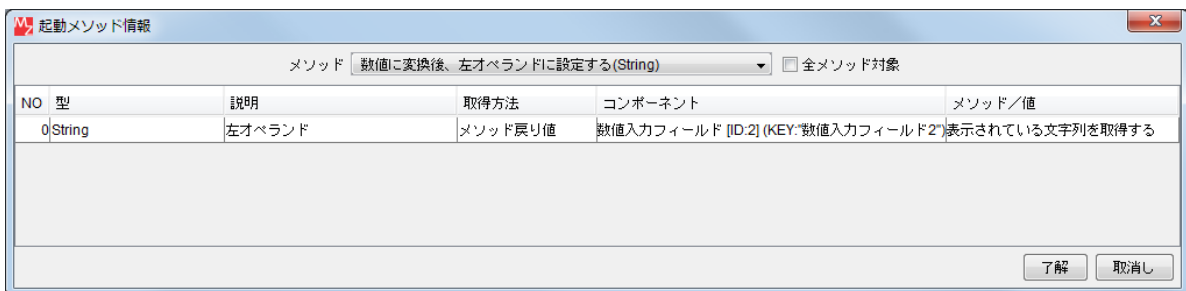 起動メソッド情報
メソッド 数値に変換後、左オペランドに設定する(String) 全メソッド対象
NO 型 説明 取得方法 コンポーネント メソッド／値
0 String 左オペランド メソッド戻り値 数値入力フィールド [ID:2] (KEY:"数値入力フィールド2") 表示されている文字列を取得する
了解 取消し